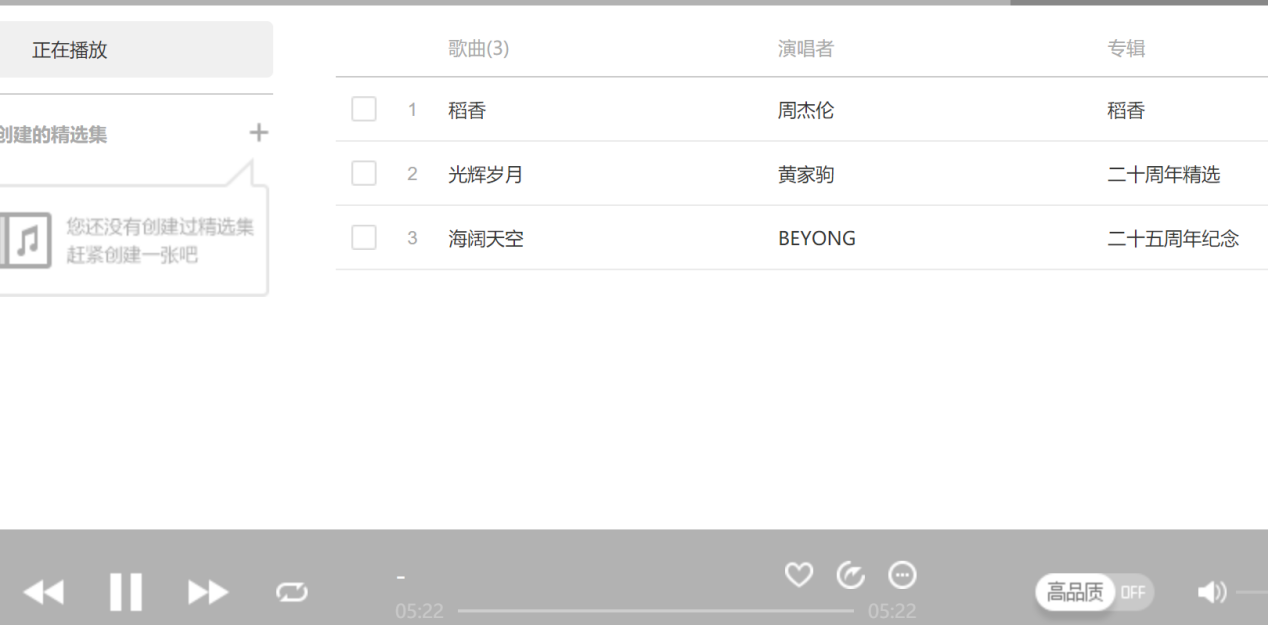 正在播放
创建的精选集
您还没有创建过精选集
赶紧创建一张吧
歌曲(3) 演唱者 专辑
1 稻香 周杰伦 稻香
2 光辉岁月 黄家驹 二十周年精选
3 海阔天空 BEYONG 二十五周年纪念
-
05:22 05:22
高品质 OFF